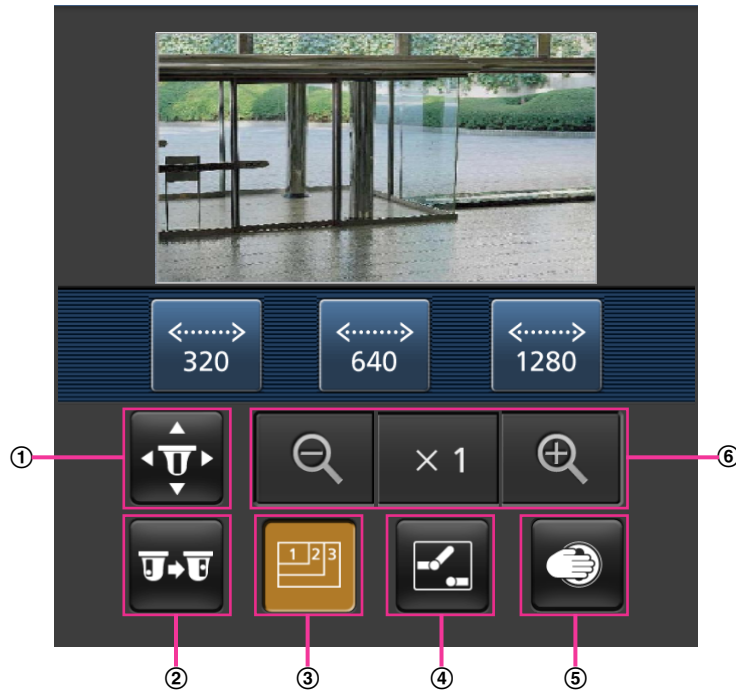 320 640 1280
① × 1 ⑥
1 2 3
② ③ ④ ⑤